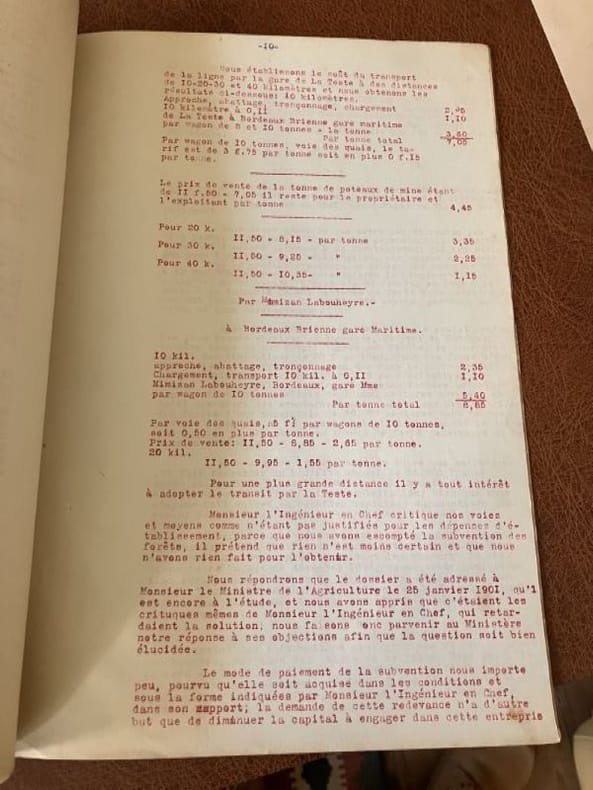 -10-
Nous établissons le coût du transport
de la ligne par la gare de La Teste à des distances
de 10-20-30 et 40 kilomètres et nous obtenons les
résultats ci-dessous: 10 kilomètres.
Approche, abattage, tronçonnage, chargement 2,35
10 kilomètre à 0,11 1,10
de La Teste à Bordeaux Brienne gare maritime
par wagon de 8 et 10 tonnes - la tonne 3,60
Par tonne total 7,05
Par wagon de 10 tonnes, voie des quais, le ta-
rif est de 3 f.75 par tonne soit en plus 0 f.15
par tonne.
Le prix de vente de la tonne de poteaux de mine étant
de 11 f.50 - 7,05 il reste pour le propriétaire et
l'exploitant par tonne 4,45
Pour 20 k.
11,50 - 8,15 - par tonne 3,35
Pour 30 k.
11,50 - 9,25 - " 2,25
Pour 40 k.
11,50 - 10,35- " 1,15
Par Mimizan Labouheyre.-
à Bordeaux Brienne gare Maritime.
10 kil.
approche, abattage, tronçonnage 2,35
Chargement, transport 10 kil. à 0,11 1,10
Mimizan Labouheyre, Bordeaux, gare Mme
par wagon de 10 tonnes 5,40
Par tonne total 8,85
Par voie des quais, 5 fr par wagons de 10 tonnes,
soit 0,50 en plus par tonne.
Prix de vente: 11,50 - 8,85 - 2,65 par tonne.
20 kil.
11,50 - 9,95 - 1,55 par tonne.
Pour une plus grande distance il y a tout intérêt
à adopter le transit par la Teste.
Monsieur l'Ingénieur en Chef critique nos voies
et moyens comme n'étant pas justifiés pour les dépenses d'é-
tablissement, parce que nous avons escompté la subvention des
forêts, il prétend que rien n'est moins certain et que nous
n'avons rien fait pour l'obtenir.
Nous répondrons que le dossier a été adressé à
Monsieur le Ministre de l'Agriculture le 25 janvier 1901, qu'il
est encore à l'étude, et nous avons appris que c'étaient les
crituques mêmes de Monsieur l'Ingénieur en Chef, qui retar-
daient la solution, nous faisons donc parvenir au Ministère
notre réponse à ses objections afin que la question soit bien
élucidée.
Le mode de paiement de la subvention nous importe
peu, pourvu qu'elle soit acquise dans les conditions et
sous la forme indiquées par Monsieur l'Ingénieur en Chef,
dans son rapport; la demande de cette redevance n'a d'autre
but que de diminuer la capital à engager dans cette entreprise